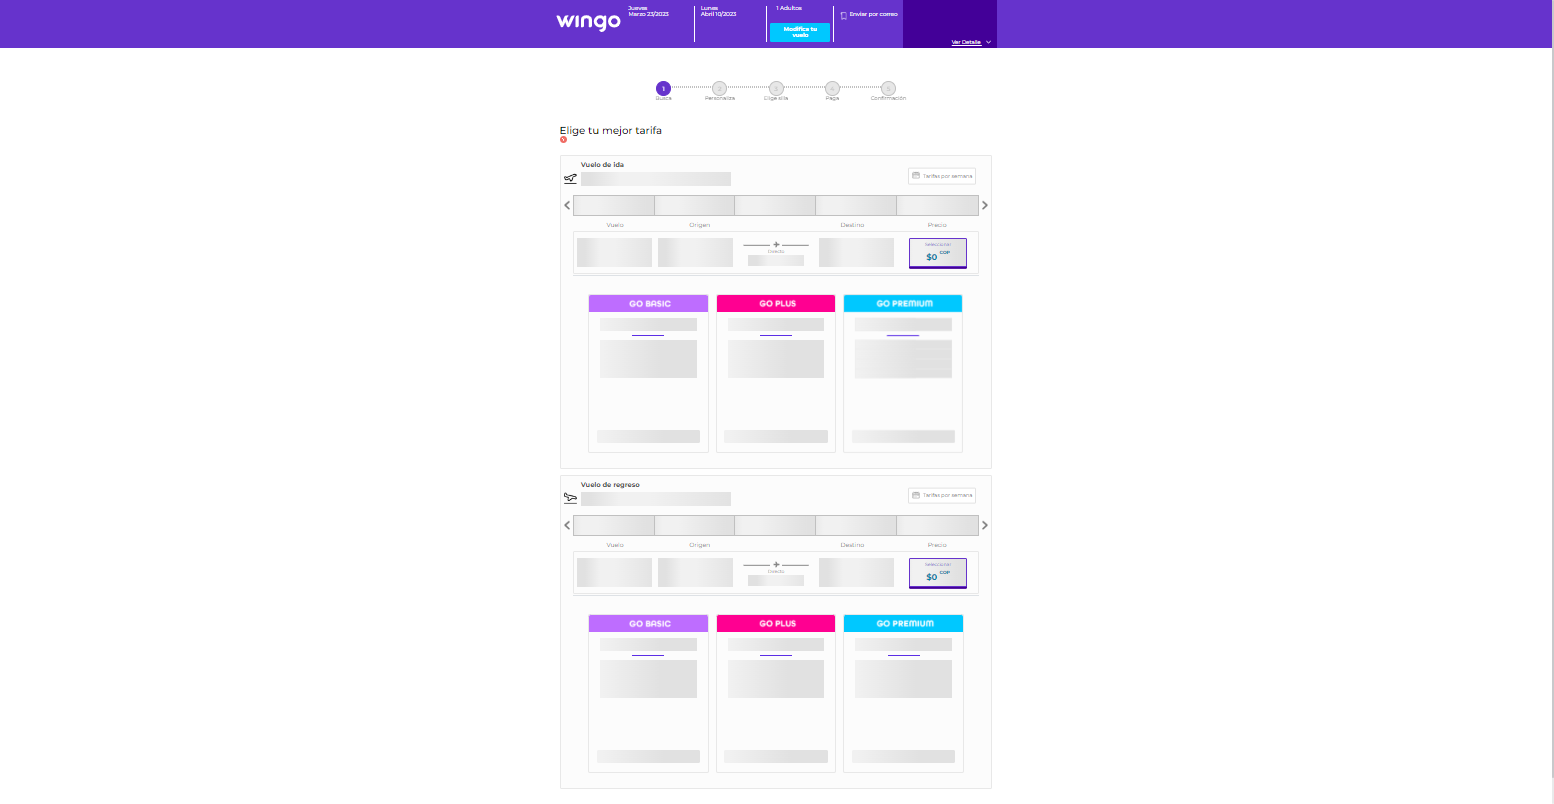 wingo
Jueves
Marzo 23/2023
Lunes
Abril 10/2023
1 Adultos
Modifica tu
vuelo
Enviar por correo
Ver Detalle
1
2
3
4
5
Busca
Personaliza
Elige silla
Paga
Confirmación
Elige tu mejor tarifa
Vuelo de ida
Tarifas por semana
Vuelo
Origen
Destino
Precio
Directo
Seleccionar
$0 COP
GO BASIC
GO PLUS
GO PREMIUM
Vuelo de regreso
Tarifas por semana
Vuelo
Origen
Destino
Precio
Directo
Seleccionar
$0 COP
GO BASIC
GO PLUS
GO PREMIUM